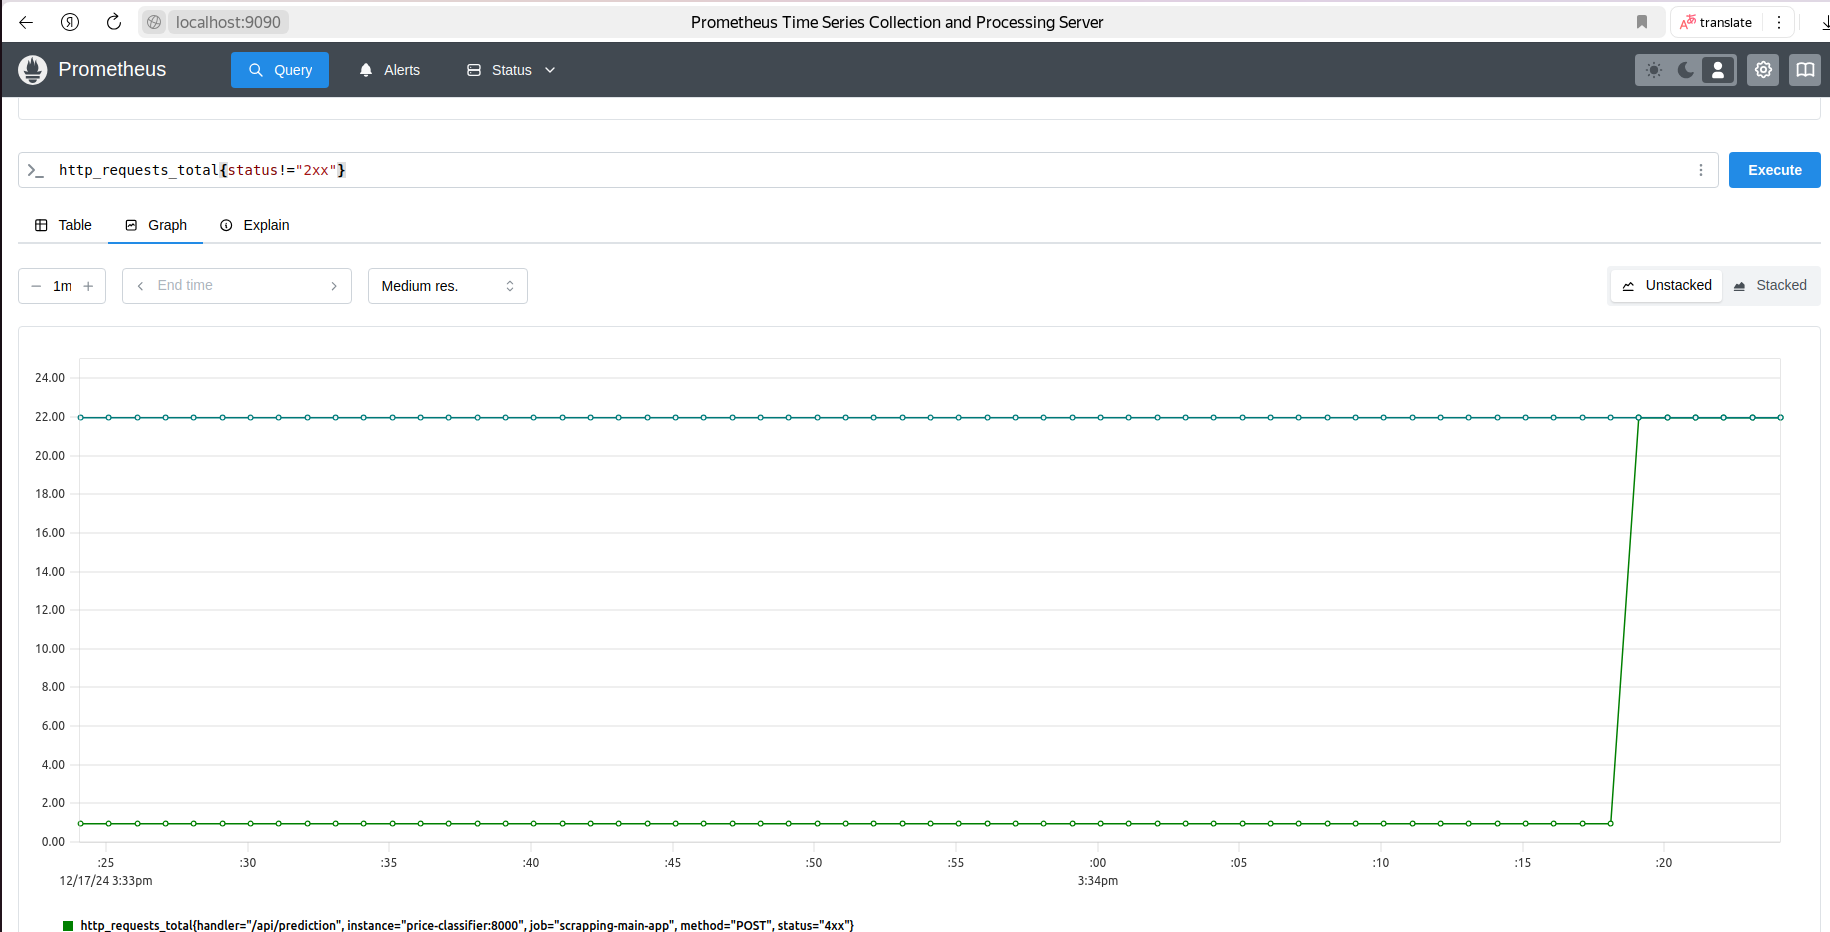 Я localhost:9090 Prometheus Time Series Collection and Processing Server translate
Prometheus Query Alerts Status
http_requests_total{status!="2xx"} Execute
Table Graph Explain
1m End time Medium res. Unstacked Stacked
24.00
22.00
20.00
18.00
16.00
14.00
12.00
10.00
8.00
6.00
4.00
2.00
0.00
:25 :30 :35 :40 :45 :50 :55 :00 :05 :10 :15 :20
12/17/24 3:33pm 3:34pm
http_requests_total{handler="/api/prediction", instance="price-classifier:8000", job="scrapping-main-app", method="POST", status="4xx"}